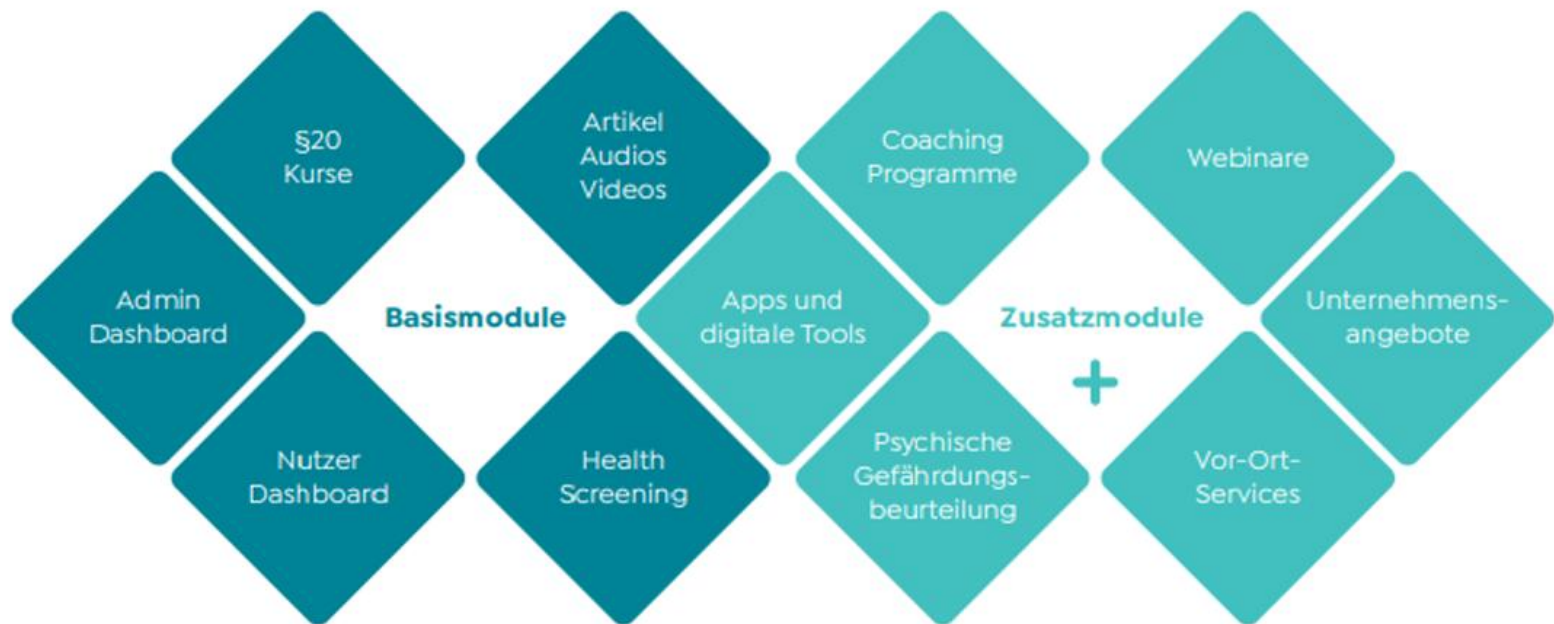 §20
Kurse
Artikel
Audios
Videos
Coaching
Programme
Webinare
Admin
Dashboard
Basismodule
Apps und
digitale Tools
Zusatzmodule
+
Unternehmens-
angebote
Nutzer
Dashboard
Health
Screening
Psychische
Gefährdungs-
beurteilung
Vor-Ort-
Services